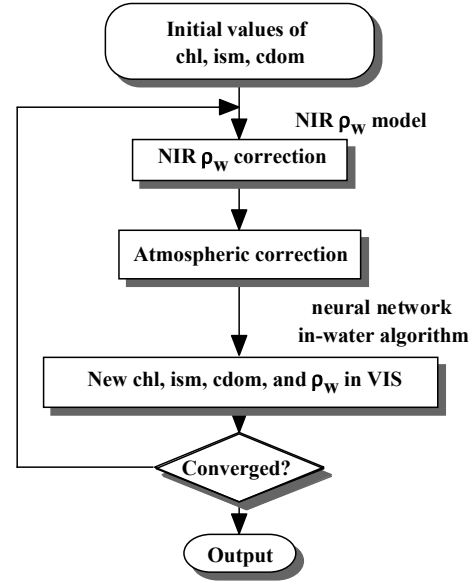 Initial values of
chl, ism, cdom
NIR ρw model
NIR ρw correction
Atmospheric correction
neural network
in-water algorithm
New chl, ism, cdom, and ρw in VIS
Converged?
Output